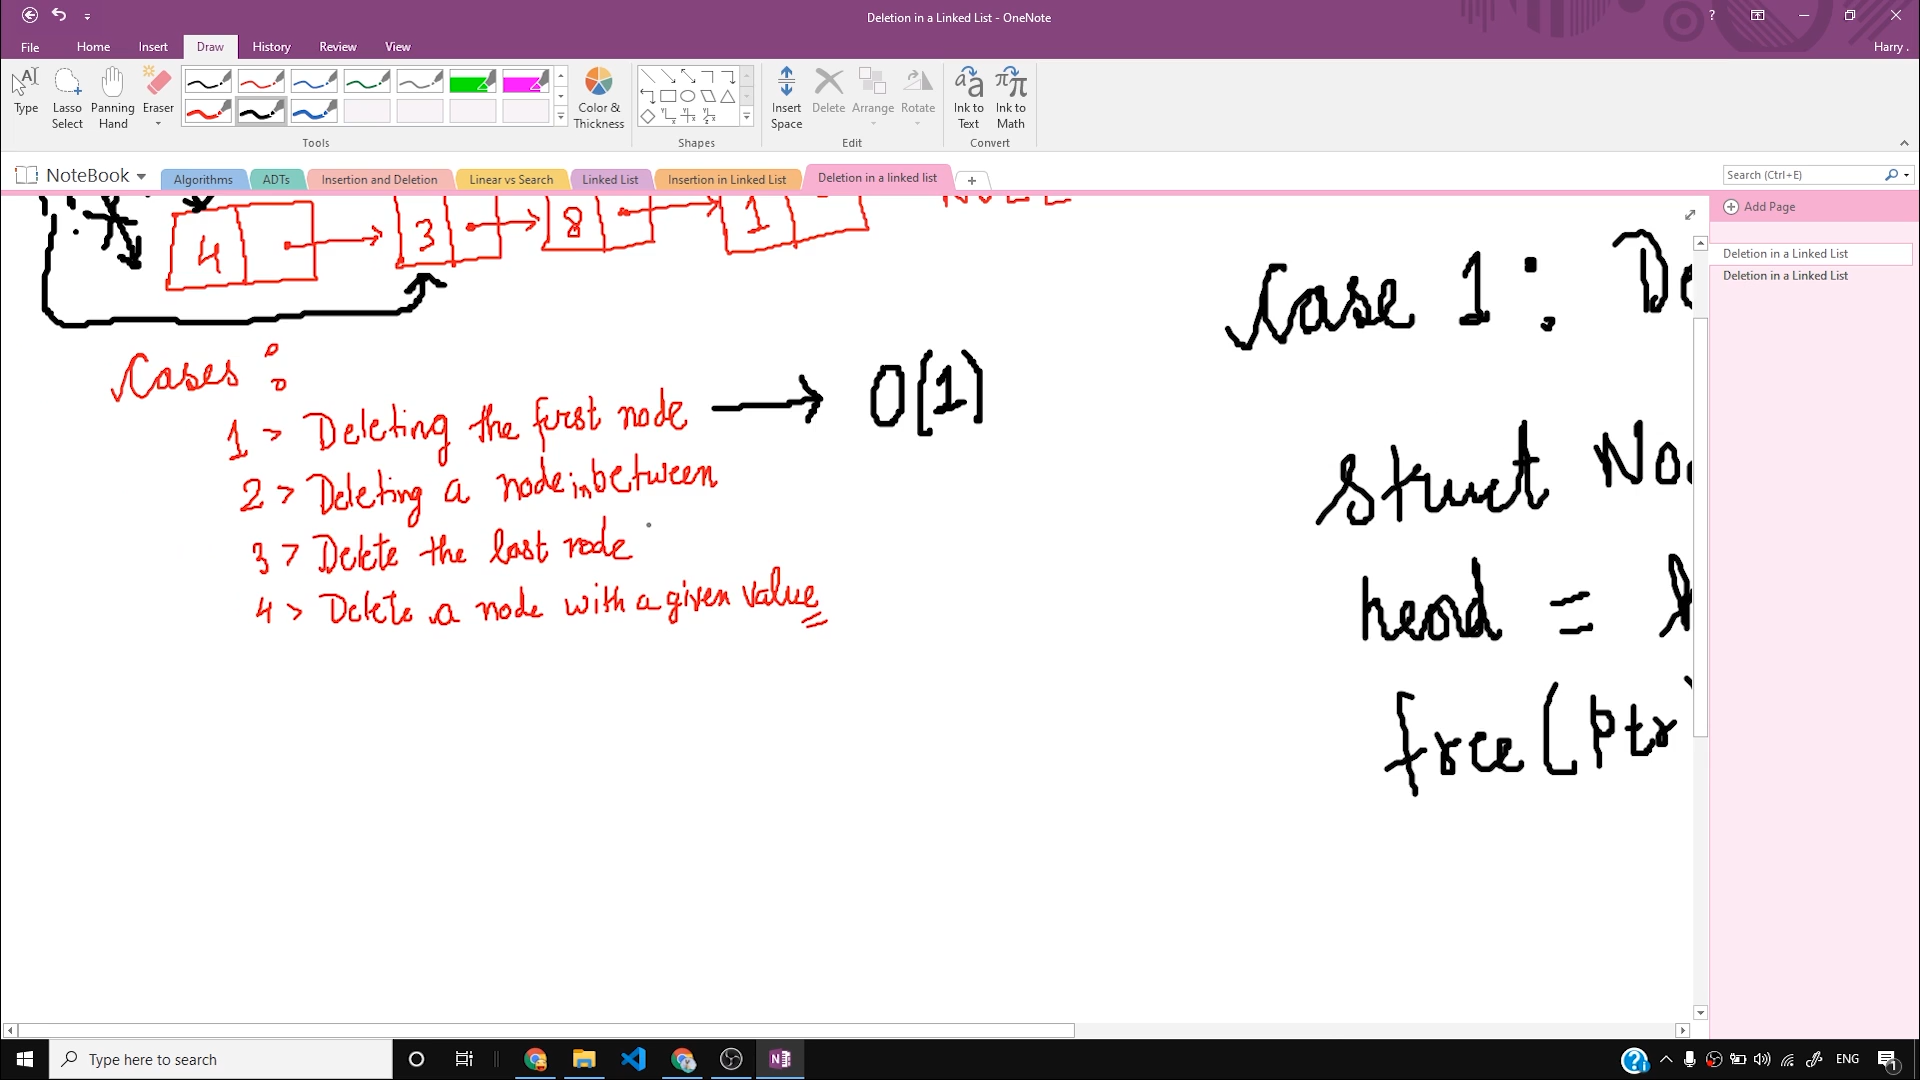 Deletion in a Linked List - OneNote
File Home Insert Draw History Review View
?
Harry .
Type
Lasso Select
Panning Hand
Eraser
Color & Thickness
Insert Space
Delete
Arrange
Rotate
Ink to Text
Ink to Math
Tools
Shapes
Edit
Convert
NoteBook
Algorithms
ADTs
Insertion and Deletion
Linear vs Search
Linked List
Insertion in Linked List
Deletion in a linked list
Search (Ctrl+E)
Add Page
Deletion in a Linked List
Deletion in a Linked List
4 3 8 1
Cases :
1 > Deleting the first node → O(1)
2 > Deleting a node in between
3 > Delete the last node
4 > Delete a node with a given value
Case 1 : De
struct No
head =
free(ptr)
Type here to search
ENG
1